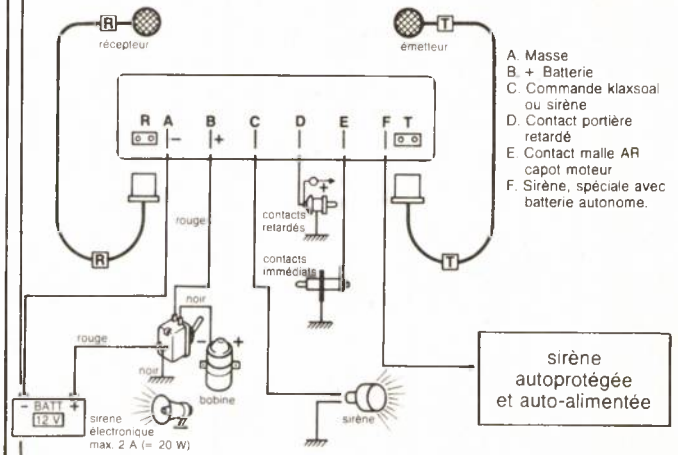 R
T
récepteur
émetteur
A. Masse
B. + Batterie
C. Commande klaxsoal
ou sirène
D. Contact portière
retardé
E. Contact malle AR
capot moteur
F. Sirène, spéciale avec
batterie autonome.
R A B C D E F T
- +
+
contacts
retardés
rouge
R
T
contacts
immédiats
noir
rouge
- +
noir
bobine
- BATT +
12 V
sirene
électronique
max. 2 A (= 20 W)
sirène
sirène
autoprotégée
et auto-alimentée